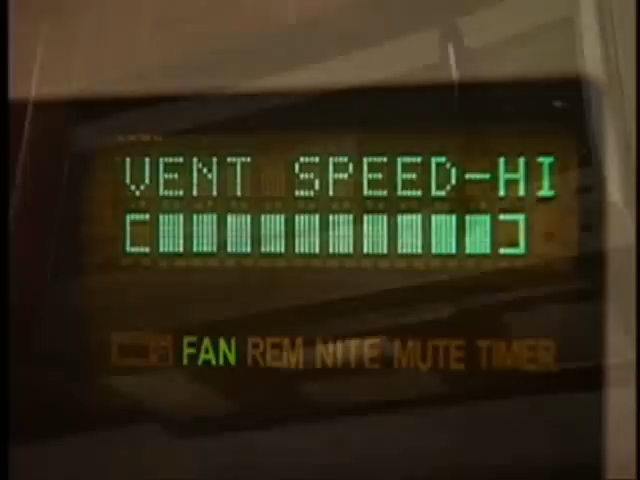 VENT SPEED-HI
[██████████]
FAN REM NITE MUTE TIMER